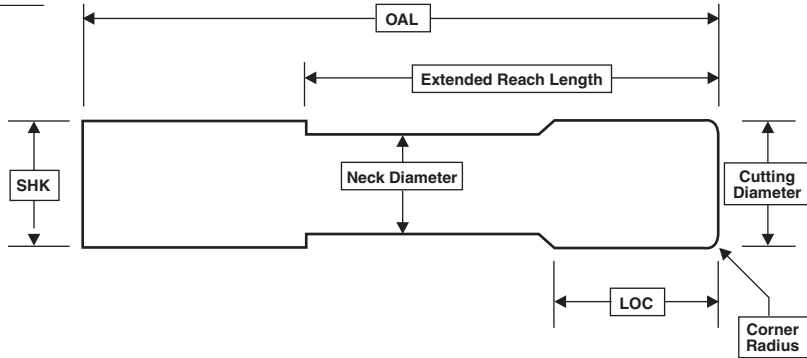 OAL
Extended Reach Length
SHK
Neck Diameter
Cutting
Diameter
LOC
Corner
Radius